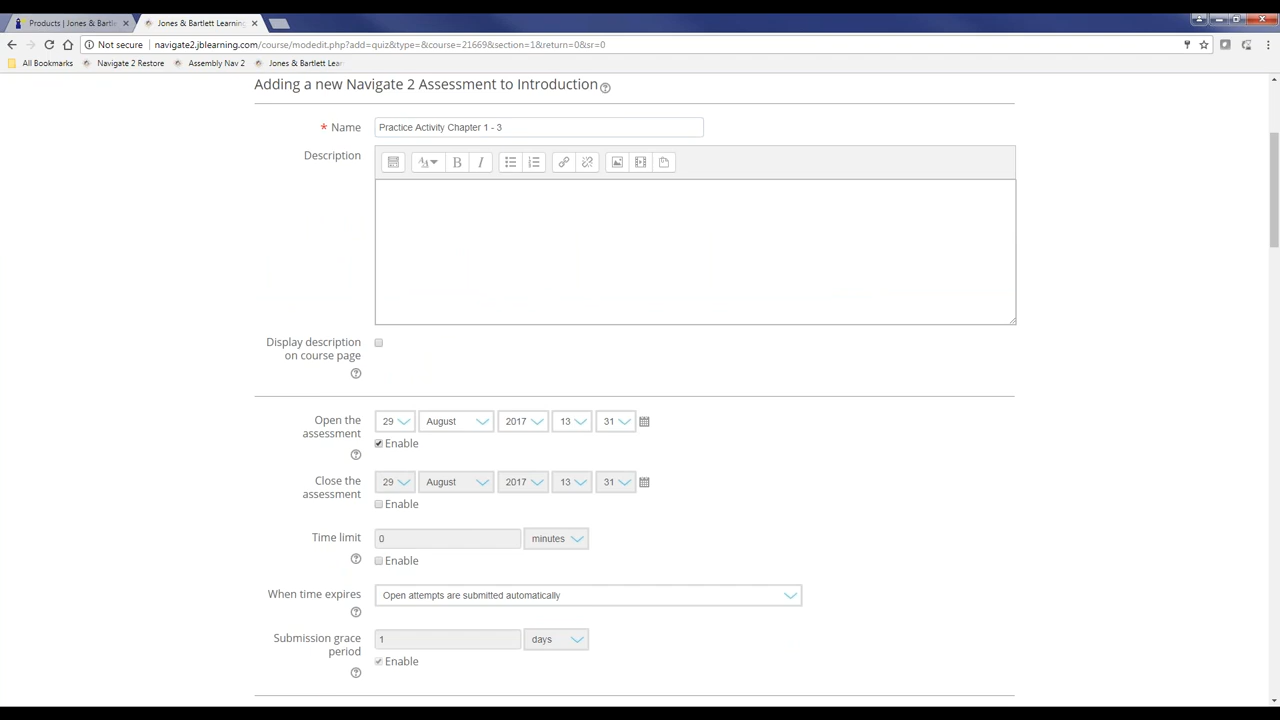 Products | Jones & Bartle
Jones & Bartlett Learning
Not secure
navigate2.jblearning.com/course/modedit.php?add=quiz&type=&course=21669&section=1&return=0&sr=0
All Bookmarks
Navigate 2 Restore
Assembly Nav 2
Jones & Bartlett Lear
Adding a new Navigate 2 Assessment to Introduction
* Name
Practice Activity Chapter 1 - 3
Description
B
I
Display description
on course page
Open the
assessment
29
August
2017
13
31
Enable
Close the
assessment
29
August
2017
13
31
Enable
Time limit
0
minutes
Enable
When time expires
Open attempts are submitted automatically
Submission grace
period
1
days
Enable